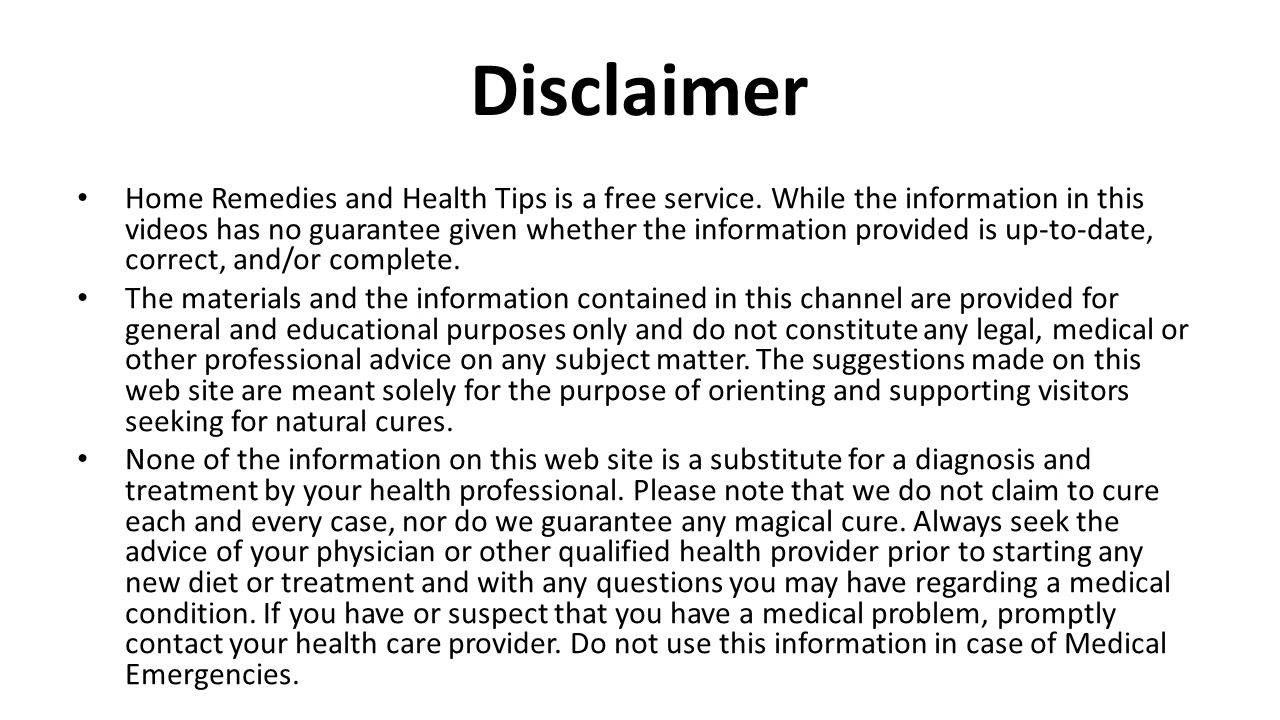 Disclaimer
• Home Remedies and Health Tips is a free service. While the information in this
videos has no guarantee given whether the information provided is up-to-date,
correct, and/or complete.
• The materials and the information contained in this channel are provided for
general and educational purposes only and do not constitute any legal, medical or
other professional advice on any subject matter. The suggestions made on this
web site are meant solely for the purpose of orienting and supporting visitors
seeking for natural cures.
• None of the information on this web site is a substitute for a diagnosis and
treatment by your health professional. Please note that we do not claim to cure
each and every case, nor do we guarantee any magical cure. Always seek the
advice of your physician or other qualified health provider prior to starting any
new diet or treatment and with any questions you may have regarding a medical
condition. If you have or suspect that you have a medical problem, promptly
contact your health care provider. Do not use this information in case of Medical
Emergencies.